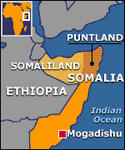 PUNTLAND
SOMALILAND
SOMALIA
ETHIOPIA
Indian
Ocean
Mogadishu